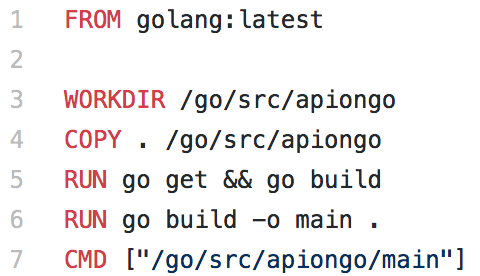 1 FROM golang:latest
2
3 WORKDIR /go/src/apiongo
4 COPY . /go/src/apiongo
5 RUN go get && go build
6 RUN go build -o main .
7 CMD ["/go/src/apiongo/main"]